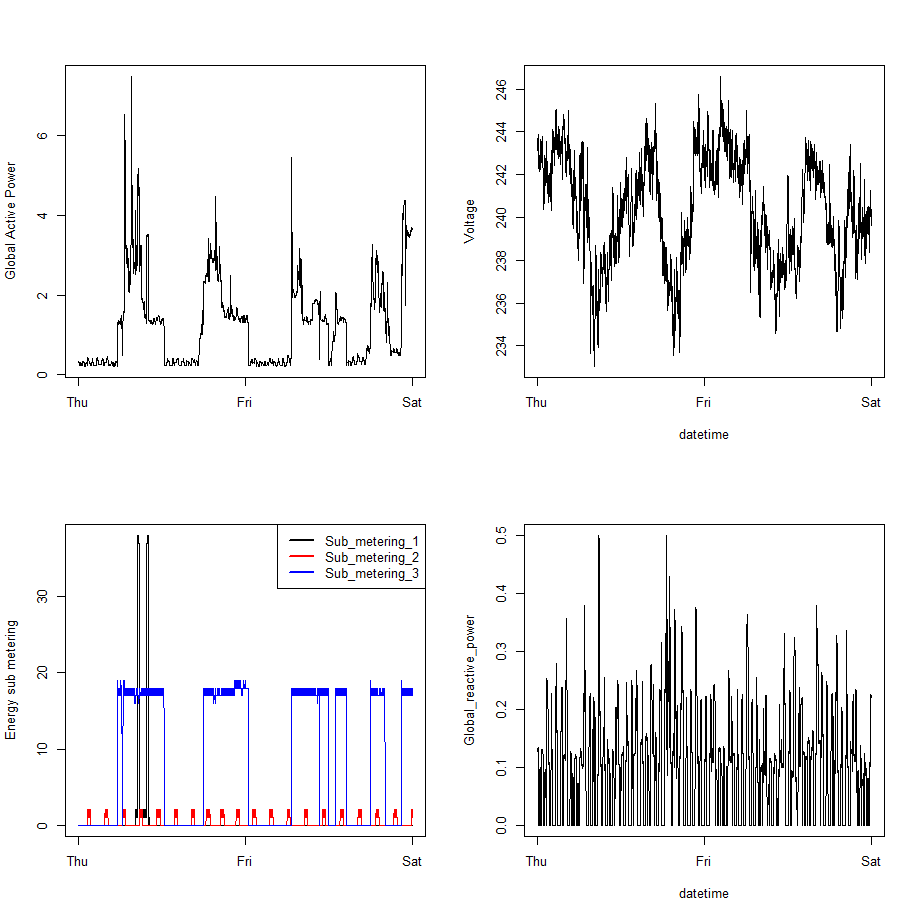 Global Active Power
0
2
4
6
Thu
Fri
Sat
Voltage
234
236
238
240
242
244
246
Thu
Fri
Sat
datetime
Energy sub metering
0
10
20
30
Sub_metering_1
Sub_metering_2
Sub_metering_3
Thu
Fri
Sat
Global_reactive_power
0.0
0.1
0.2
0.3
0.4
0.5
Thu
Fri
Sat
datetime